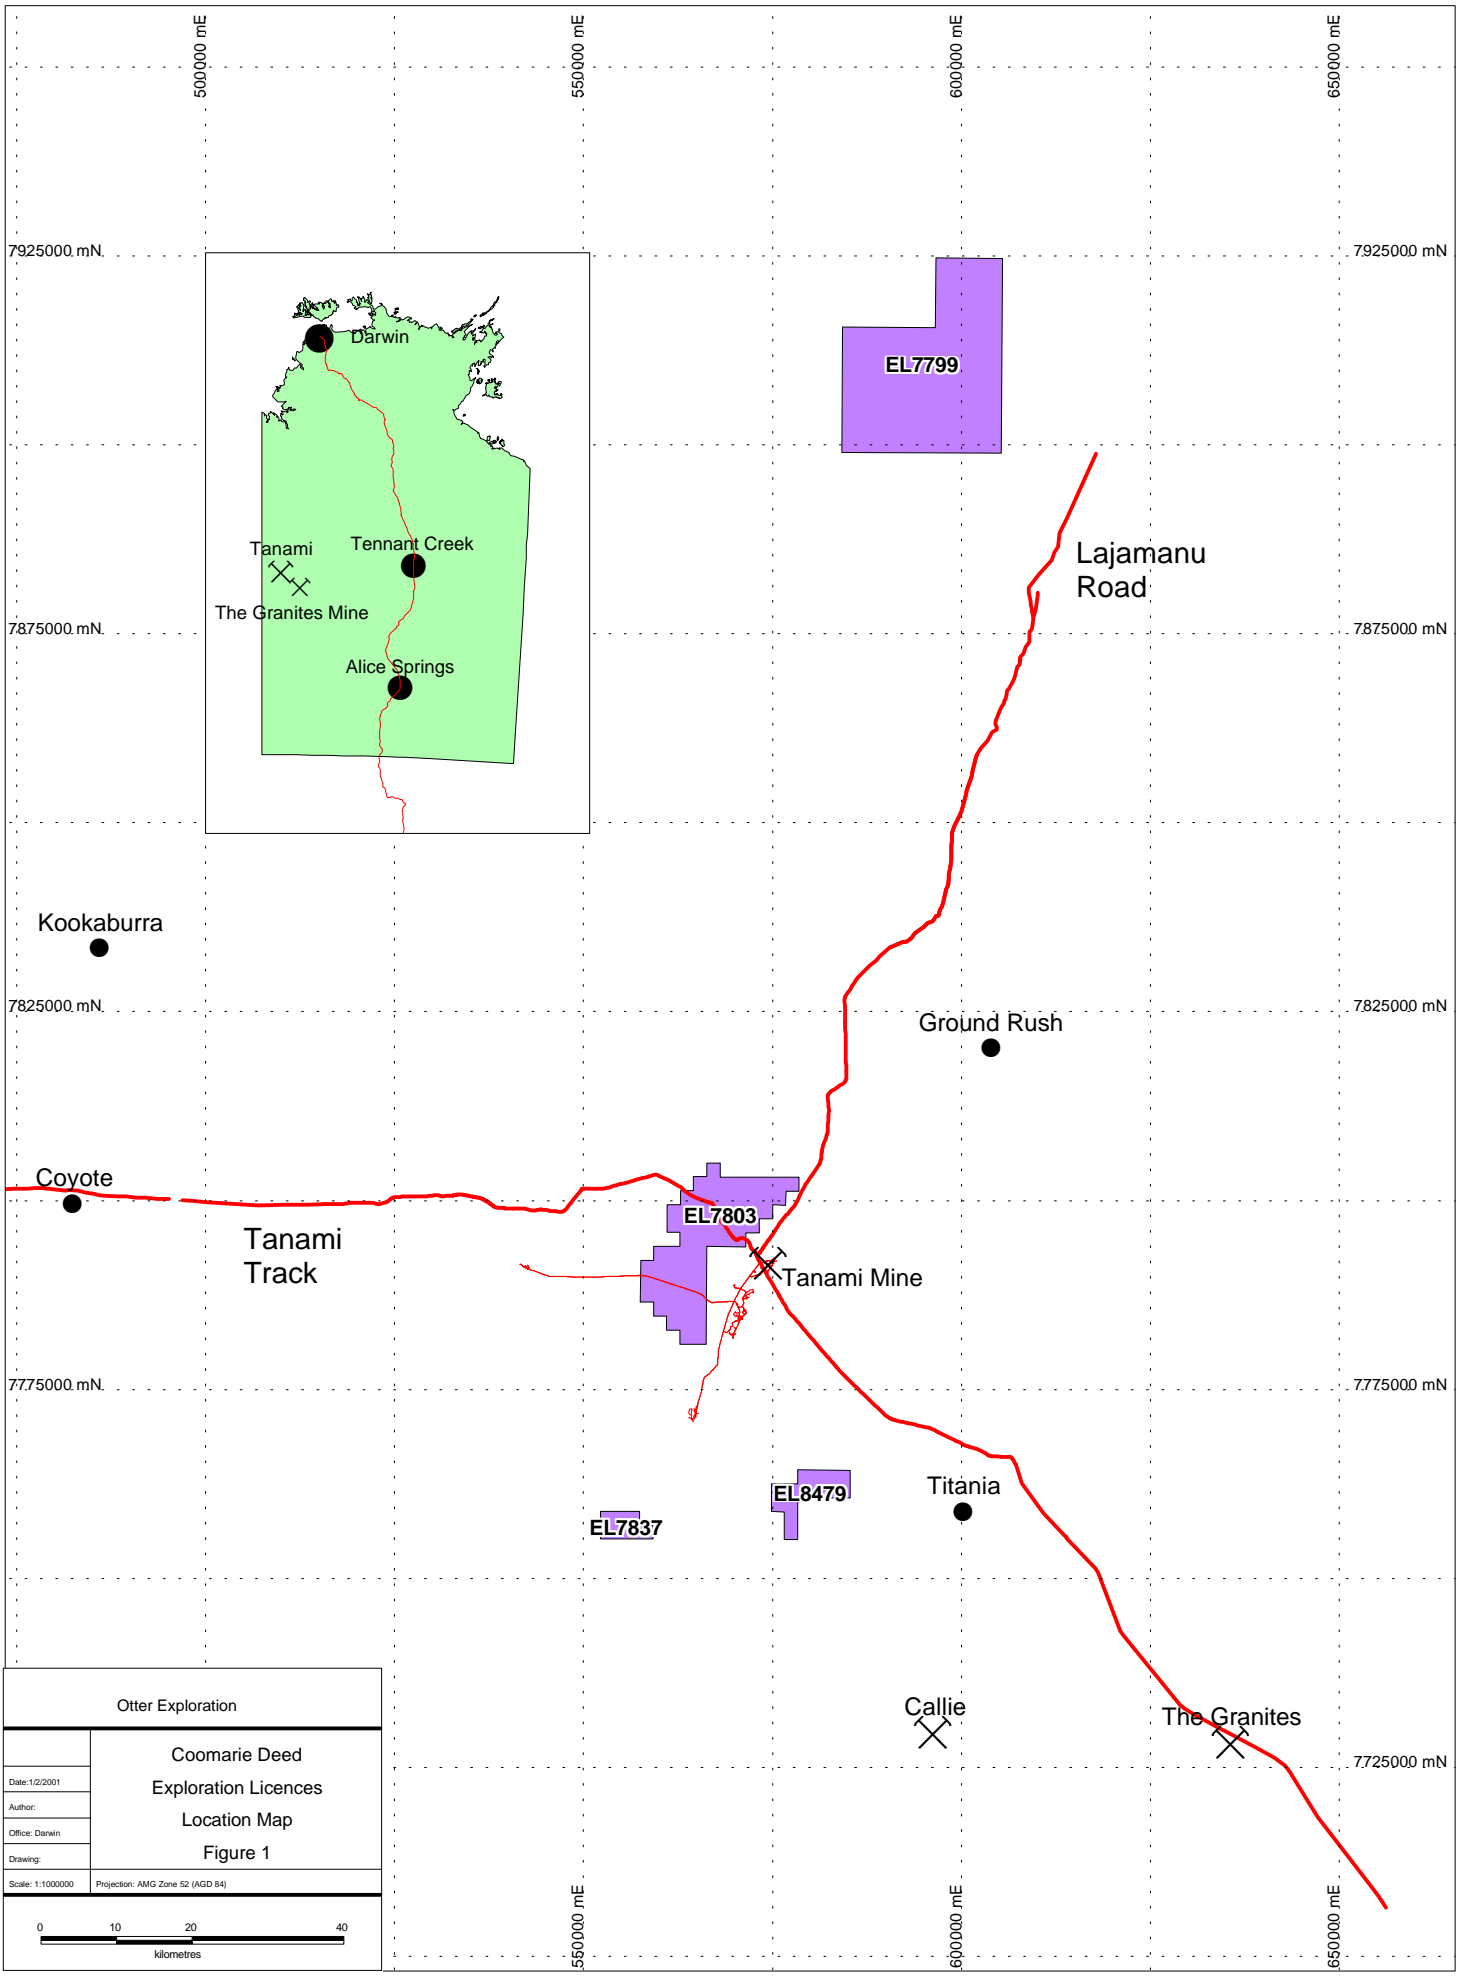 500000 mE
550000 mE
600000 mE
650000 mE
7925000 mN
7925000 mN
Darwin
EL7799
Tanami
Tennant Creek
The Granites Mine
Alice Springs
Lajamanu
Road
7875000 mN
7875000 mN
Kookaburra
7825000 mN
7825000 mN
Ground Rush
Coyote
EL7803
Tanami
Track
Tanami Mine
7775000 mN
7775000 mN
EL8479
Titania
EL7837
Callie
The Granites
7725000 mN
Otter Exploration
Coomarie Deed
Exploration Licences
Location Map
Figure 1
Date:1/2/2001
Author:
Office: Darwin
Drawing:
Scale: 1:1000000
Projection: AMG Zone 52 (AGD 84)
0 10 20 40
kilometres
550000 mE
600000 mE
650000 mE